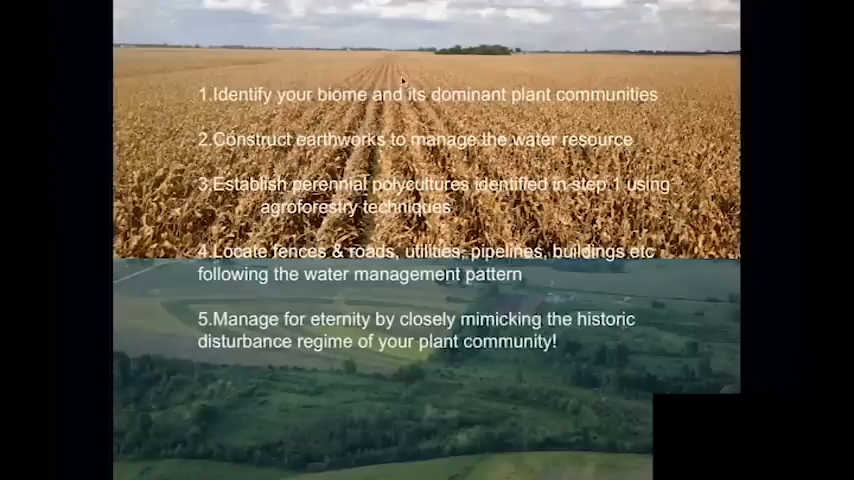 1.Identify your biome and its dominant plant communities
2.Construct earthworks to manage the water resource
3.Establish perennial polycultures identified in step 1 using
agroforestry techniques
4.Locate fences & roads, utilities, pipelines, buildings etc
following the water management pattern
5.Manage for eternity by closely mimicking the historic
disturbance regime of your plant community!